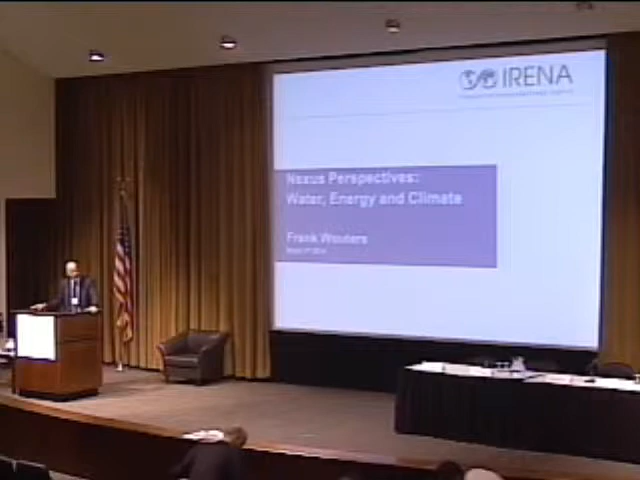 IRENA
Nexus Perspectives:
Water, Energy and Climate
Frank Wouters